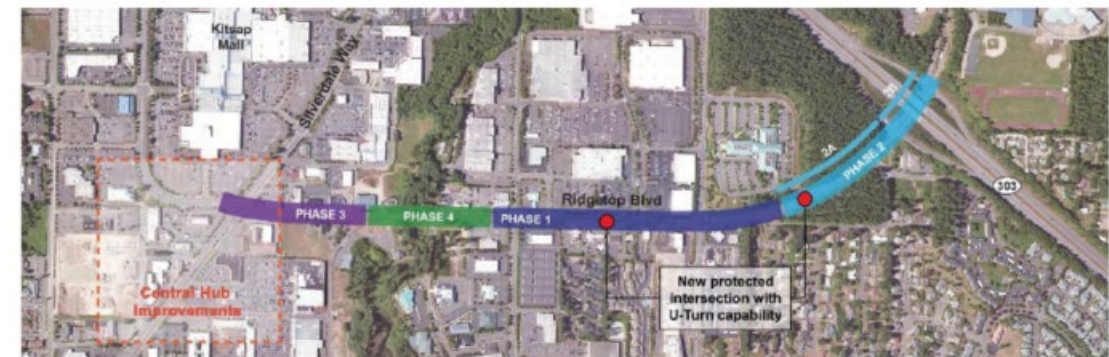 Kitsap
Mall
Silverdale Way
2B
2A
PHASE 2
303
Ridgetop Blvd
PHASE 3
PHASE 4
PHASE 1
New protected
intersection with
U-Turn capability
Central Hub
Improvements